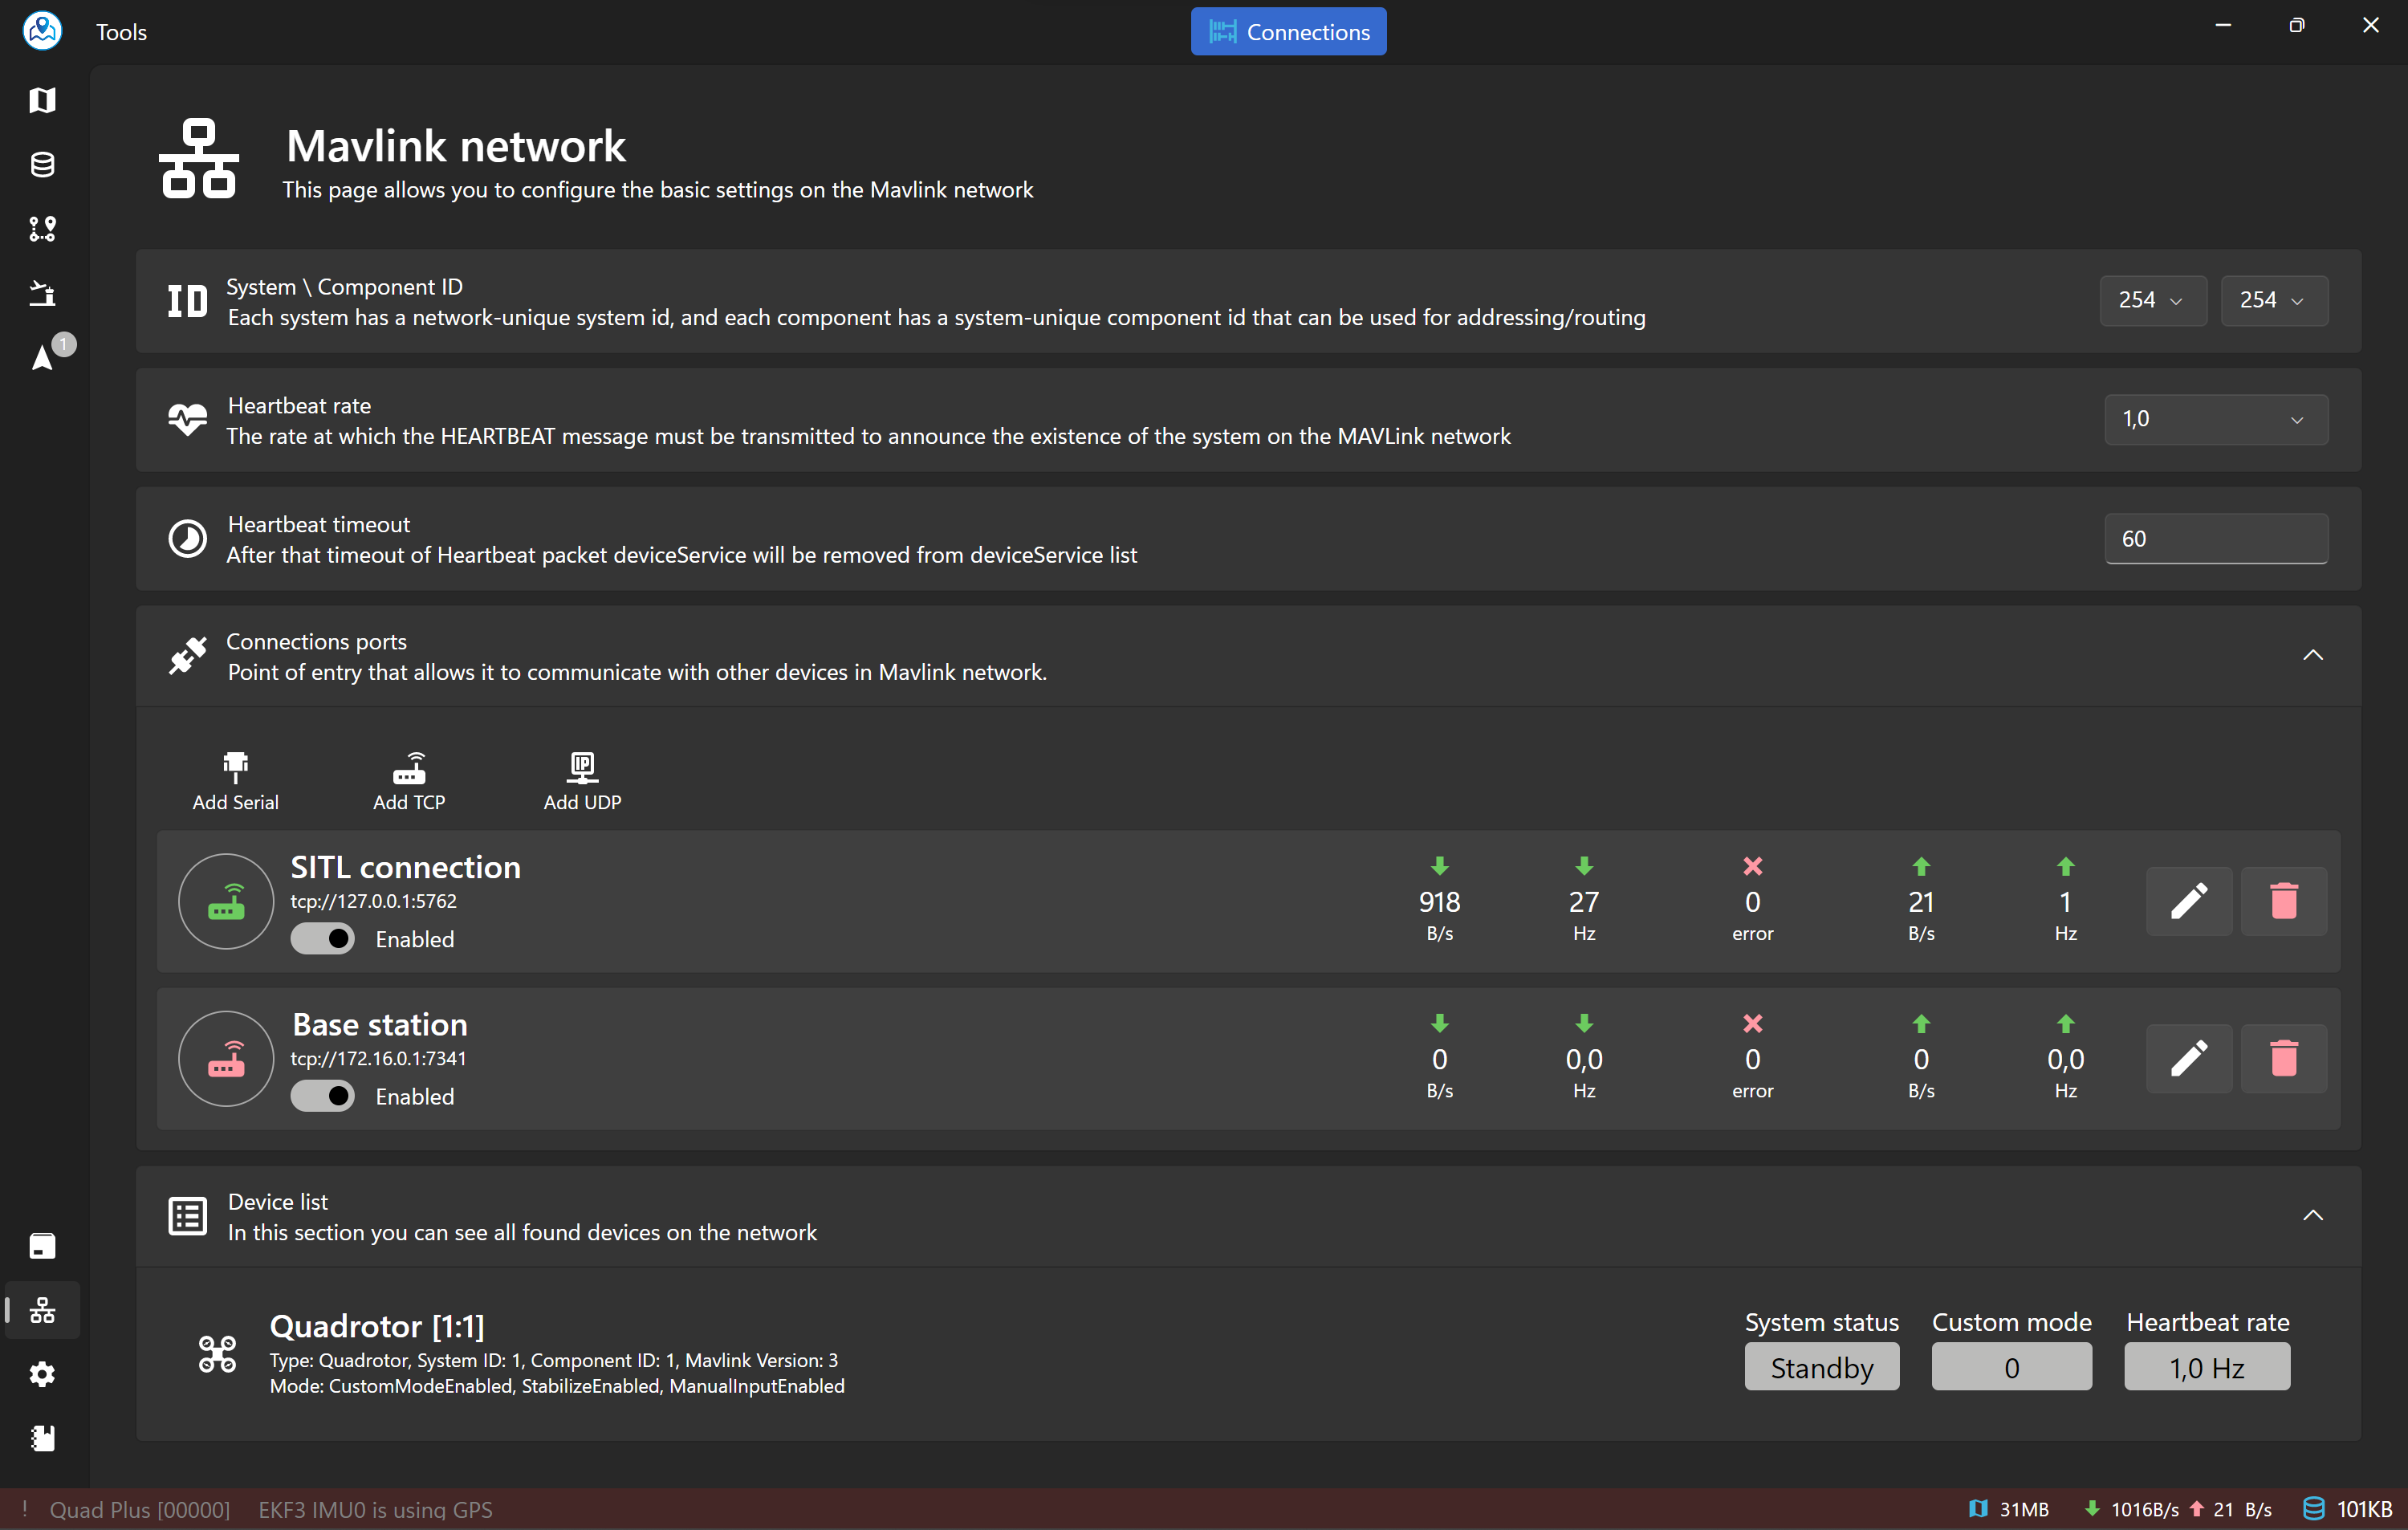 Tools
Connections
Mavlink network
This page allows you to configure the basic settings on the Mavlink network
1
ID
System \ Component ID
Each system has a network-unique system id, and each component has a system-unique component id that can be used for addressing/routing
254
254
Heartbeat rate
The rate at which the HEARTBEAT message must be transmitted to announce the existence of the system on the MAVLink network
1,0
Heartbeat timeout
After that timeout of Heartbeat packet deviceService will be removed from deviceService list
60
Connections ports
Point of entry that allows it to communicate with other devices in Mavlink network.
IP
Add Serial
Add TCP
Add UDP
SITL connection
tcp://127.0.0.1:5762
Enabled
918
B/s
27
Hz
0
error
21
B/s
1
Hz
Base station
tcp://172.16.0.1:7341
Enabled
0
B/s
0,0
Hz
0
error
0
B/s
0,0
Hz
Device list
In this section you can see all found devices on the network
Quadrotor [1:1]
Type: Quadrotor, System ID: 1, Component ID: 1, Mavlink Version: 3
Mode: CustomModeEnabled, StabilizeEnabled, ManualInputEnabled
System status
Standby
Custom mode
0
Heartbeat rate
1,0 Hz
! Quad Plus [00000] EKF3 IMU0 is using GPS
31MB
1016B/s
21 B/s
101KB